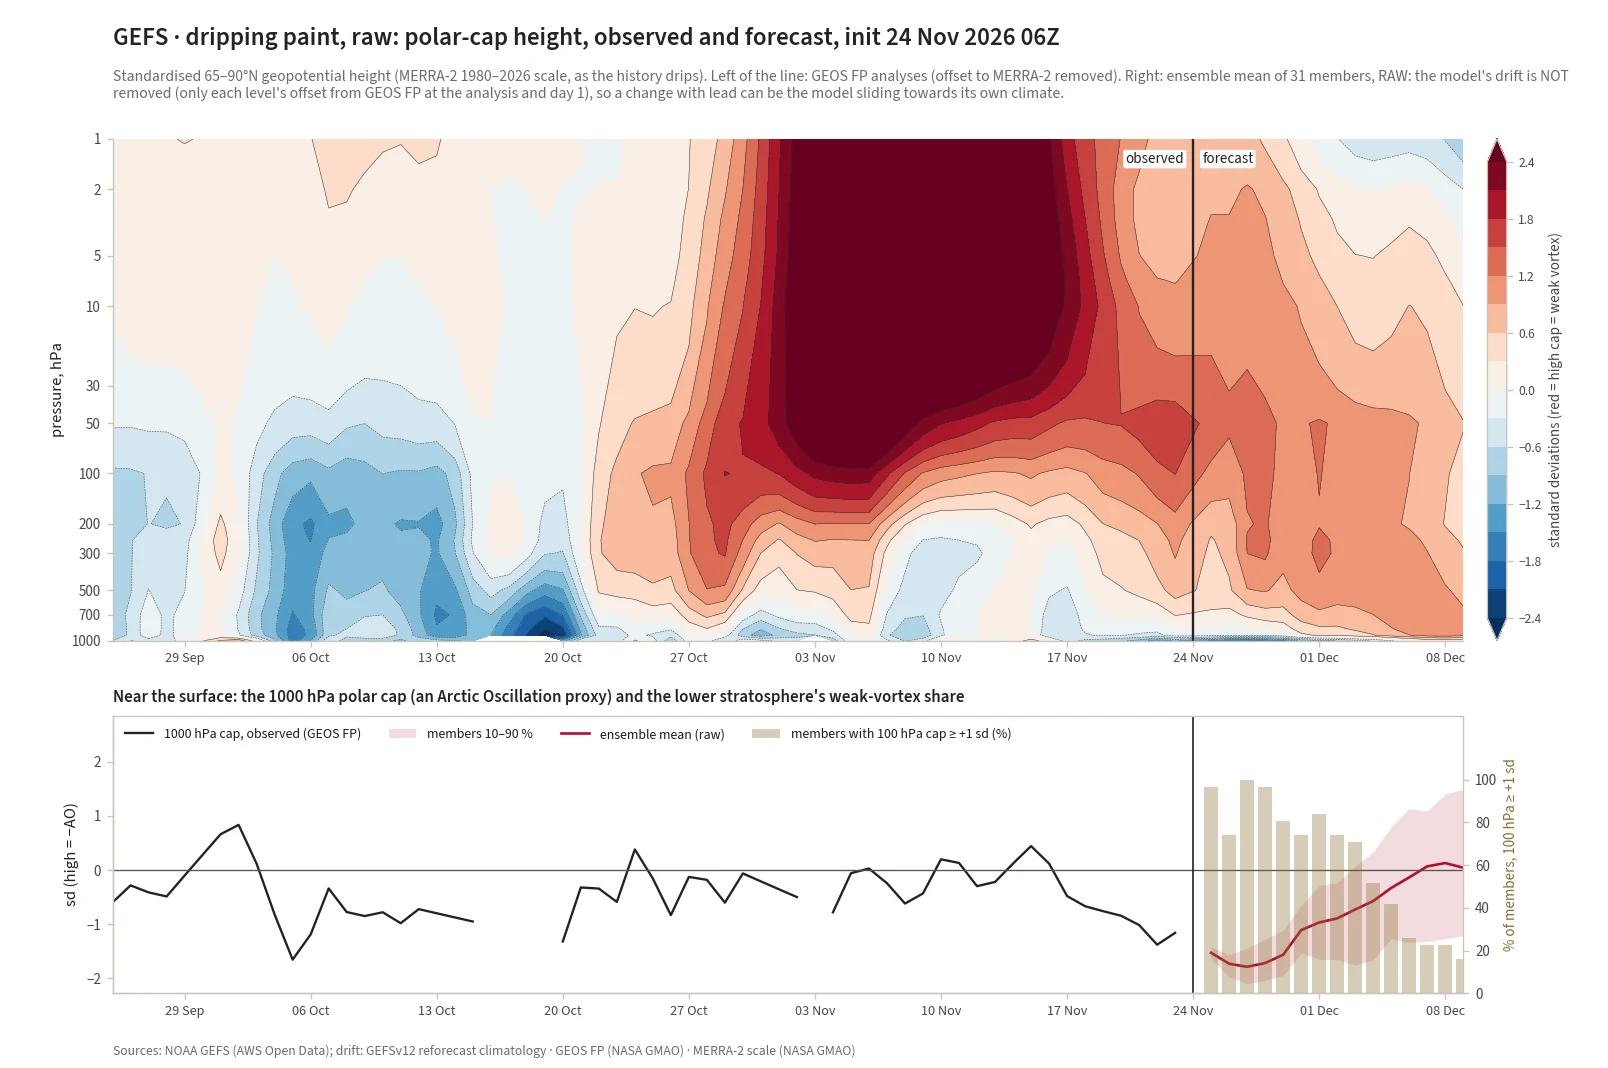 GEFS · dripping paint, raw: polar-cap height, observed and forecast, init 24 Nov 2026 06Z
Standardised 65–90°N geopotential height (MERRA-2 1980–2026 scale, as the history drips). Left of the line: GEOS FP analyses (offset to MERRA-2 removed). Right: ensemble mean of 31 members, RAW: the model's drift is NOT
removed (only each level's offset from GEOS FP at the analysis and day 1), so a change with lead can be the model sliding towards its own climate.
observed
forecast
pressure, hPa
1
2
5
10
30
50
100
200
300
500
700
1000
29 Sep
06 Oct
13 Oct
20 Oct
27 Oct
03 Nov
10 Nov
17 Nov
24 Nov
01 Dec
08 Dec
2.4
1.8
1.2
0.6
0.0
−0.6
−1.2
−1.8
−2.4
standard deviations (red = high cap = weak vortex)
Near the surface: the 1000 hPa polar cap (an Arctic Oscillation proxy) and the lower stratosphere's weak-vortex share
1000 hPa cap, observed (GEOS FP)
members 10–90 %
ensemble mean (raw)
members with 100 hPa cap ≥ +1 sd (%)
sd (high = −AO)
2
1
0
−1
−2
100
80
60
40
20
0
% of members, 100 hPa ≥ +1 sd
29 Sep
06 Oct
13 Oct
20 Oct
27 Oct
03 Nov
10 Nov
17 Nov
24 Nov
01 Dec
08 Dec
Sources: NOAA GEFS (AWS Open Data); drift: GEFSv12 reforecast climatology · GEOS FP (NASA GMAO) · MERRA-2 scale (NASA GMAO)